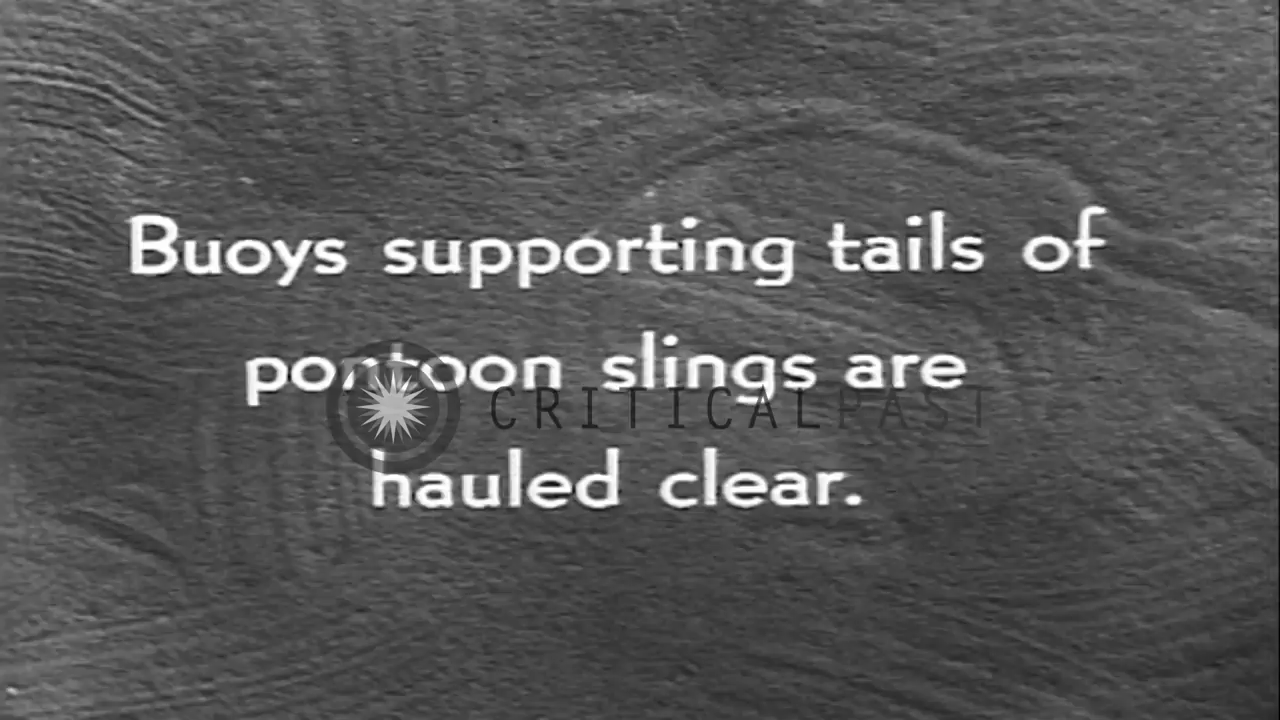 Buoys supporting tails of
pontoon slings are
CRITICALPAST
hauled clear.